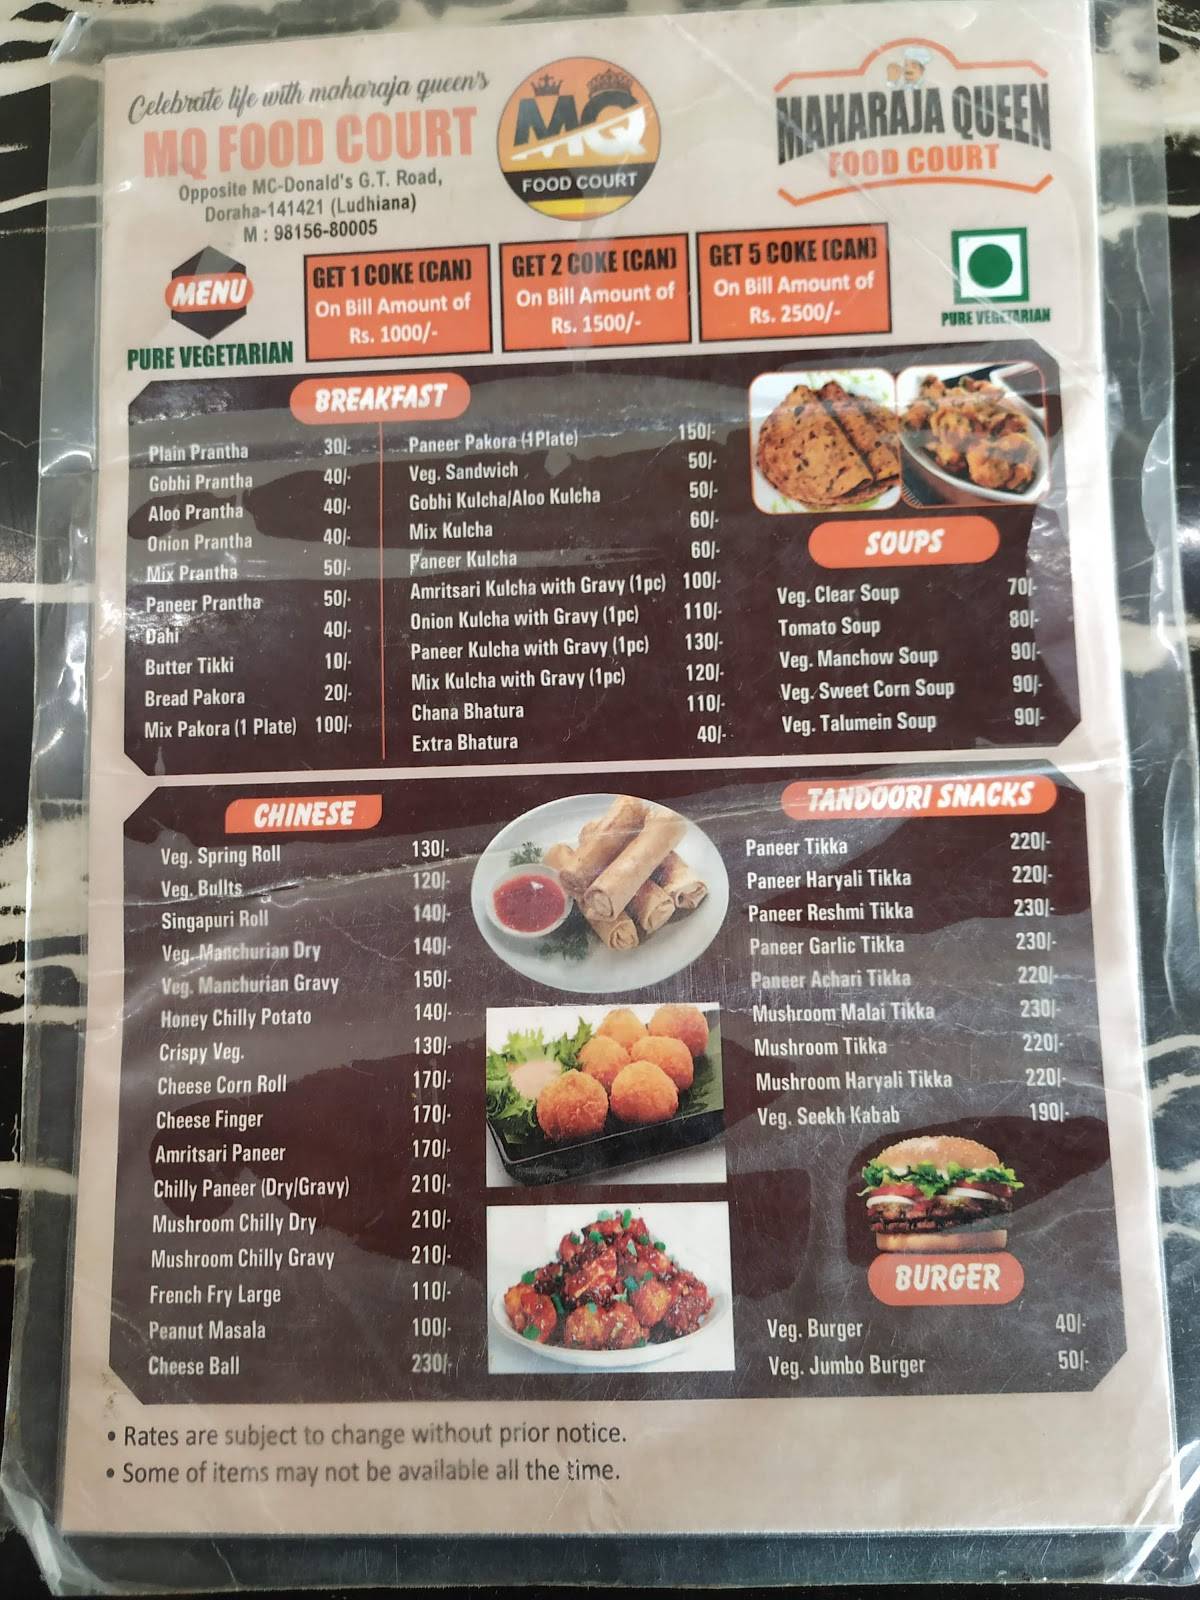 Celebrate life with maharaja queen's
MQ FOOD COURT
Opposite MC-Donald's G.T. Road,
Doraha-141421 (Ludhiana)
M : 98156-80005
MQ
FOOD COURT
MAHARAJA QUEEN
FOOD COURT
MENU
PURE VEGETARIAN
GET 1 COKE (CAN)
On Bill Amount of
Rs. 1000/-
GET 2 COKE (CAN)
On Bill Amount of
Rs. 1500/-
GET 5 COKE (CAN)
On Bill Amount of
Rs. 2500/-
PURE VEGETARIAN
BREAKFAST
Plain Prantha 30/-
Gobhi Prantha 40/-
Aloo Prantha 40/-
Onion Prantha 40/-
Mix Prantha 50/-
Paneer Prantha 50/-
Dahi 40/-
Butter Tikki 10/-
Bread Pakora 20/-
Mix Pakora (1 Plate) 100/-
Paneer Pakora (1Plate) 150/-
Veg. Sandwich 50/-
Gobhi Kulcha/Aloo Kulcha 50/-
Mix Kulcha 60/-
Paneer Kulcha 60/-
Amritsari Kulcha with Gravy (1pc) 100/-
Onion Kulcha with Gravy (1pc) 110/-
Paneer Kulcha with Gravy (1pc) 130/-
Mix Kulcha with Gravy (1pc) 120/-
Chana Bhatura 110/-
Extra Bhatura 40/-
SOUPS
Veg. Clear Soup 70/-
Tomato Soup 80/-
Veg. Manchow Soup 90/-
Veg. Sweet Corn Soup 90/-
Veg. Talumein Soup 90/-
CHINESE
Veg. Spring Roll 130/-
Veg. Bullts 120/-
Singapuri Roll 140/-
Veg. Manchurian Dry 140/-
Veg. Manchurian Gravy 150/-
Honey Chilly Potato 140/-
Crispy Veg. 130/-
Cheese Corn Roll 170/-
Cheese Finger 170/-
Amritsari Paneer 170/-
Chilly Paneer (Dry/Gravy) 210/-
Mushroom Chilly Dry 210/-
Mushroom Chilly Gravy 210/-
French Fry Large 110/-
Peanut Masala 100/-
Cheese Ball 230/-
TANDOORI SNACKS
Paneer Tikka 220/-
Paneer Haryali Tikka 220/-
Paneer Reshmi Tikka 230/-
Paneer Garlic Tikka 230/-
Paneer Achari Tikka 220/-
Mushroom Malai Tikka 230/-
Mushroom Tikka 220/-
Mushroom Haryali Tikka 220/-
Veg. Seekh Kabab 190/-
BURGER
Veg. Burger 40/-
Veg. Jumbo Burger 50/-
• Rates are subject to change without prior notice.
• Some of items may not be available all the time.